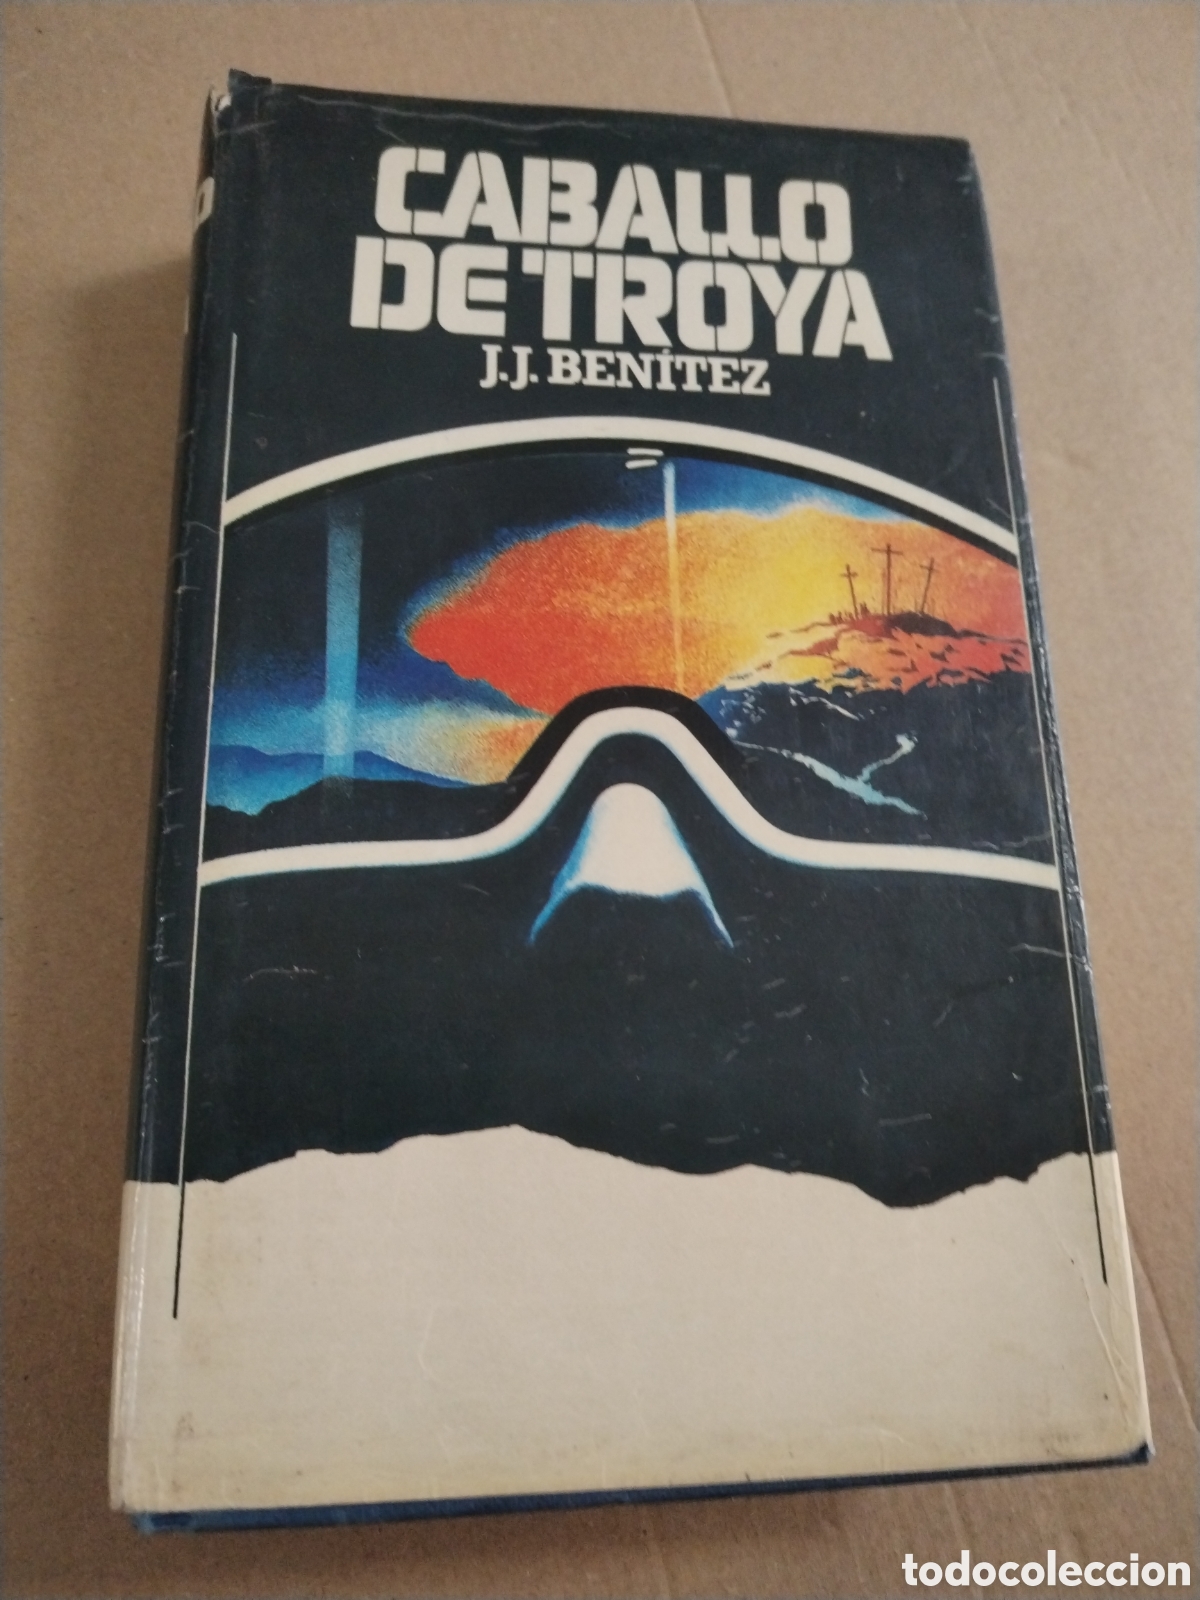 CABALLO
DE TROYA
J.J. BENÍTEZ
todocoleccion